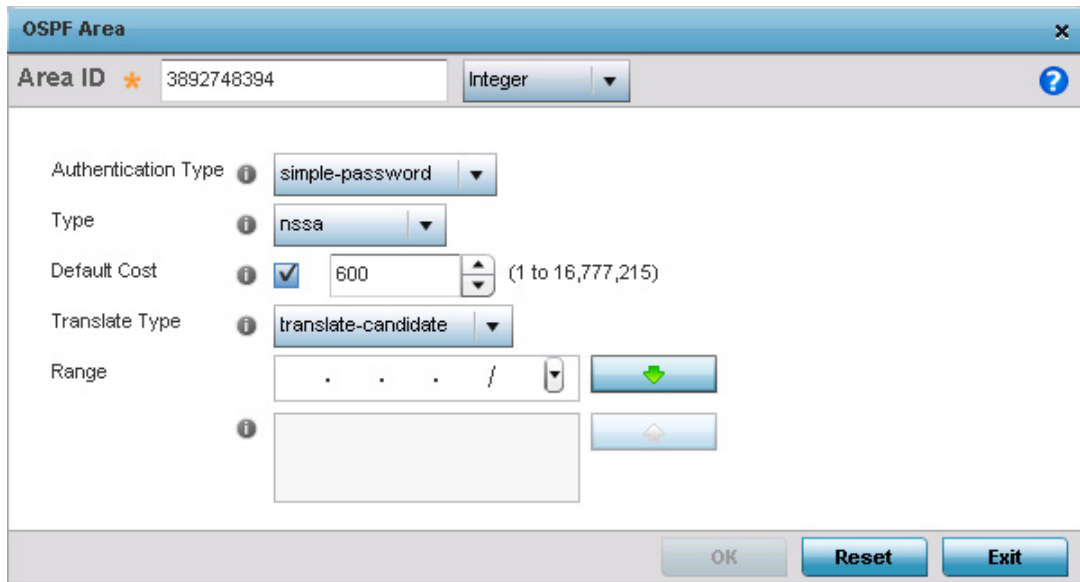 OSPF Area
Area ID * 3892748394 Integer
Authentication Type simple-password
Type nssa
Default Cost 600 (1 to 16,777,215)
Translate Type translate-candidate
Range . . . /
OK Reset Exit